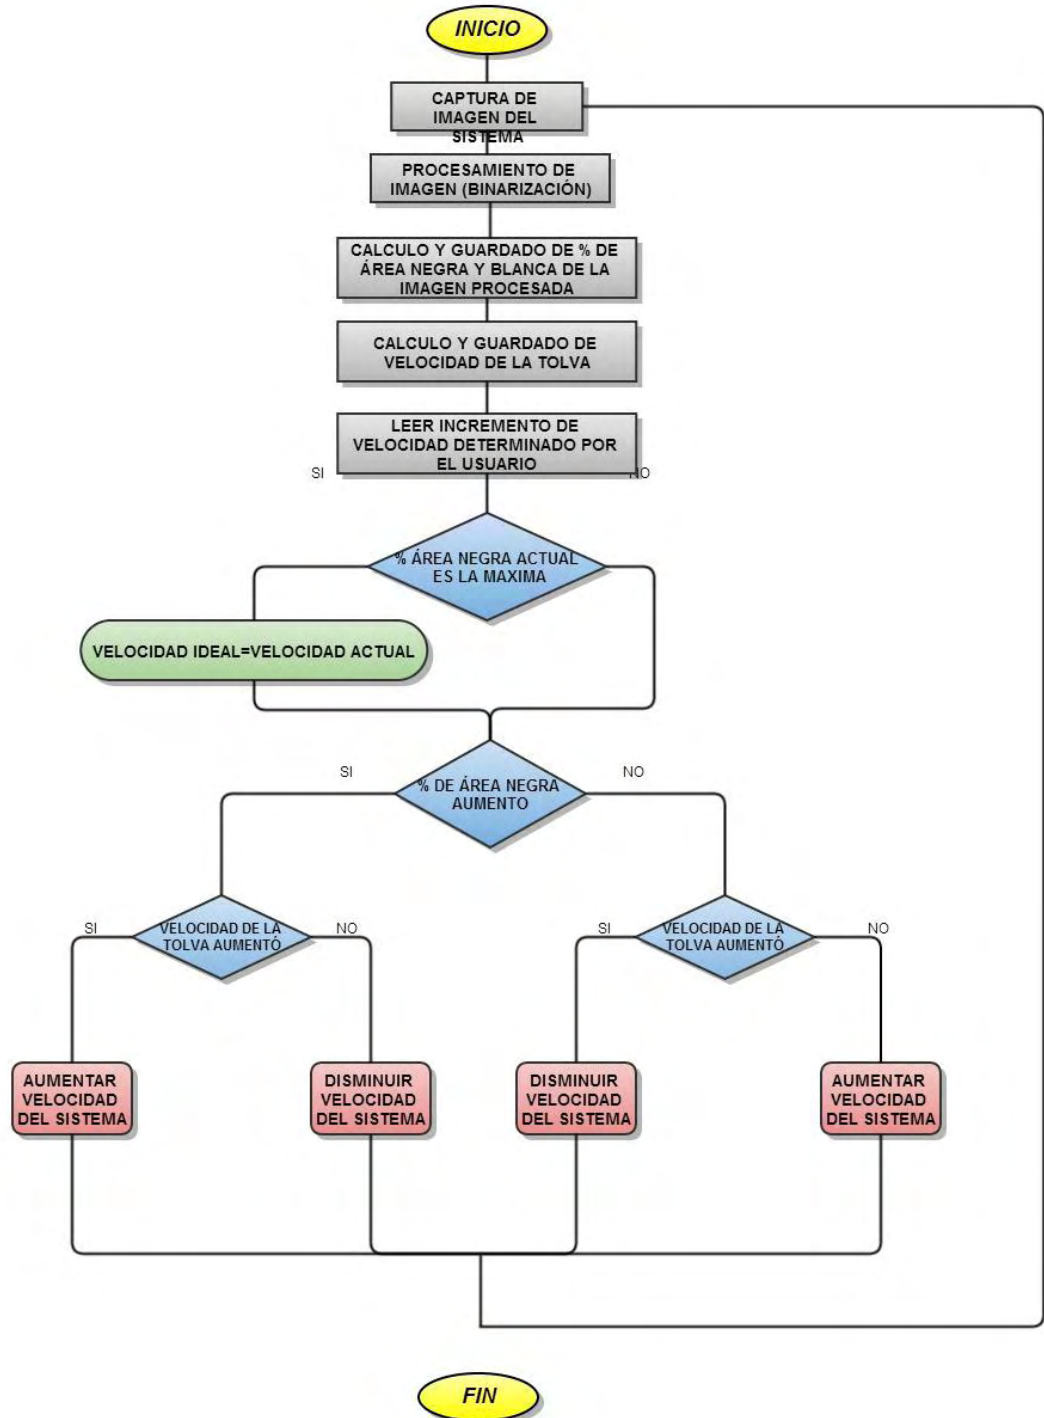 INICIO
CAPTURA DE
IMAGEN DEL
SISTEMA
PROCESAMIENTO DE
IMAGEN (BINARIZACIÓN)
CALCULO Y GUARDADO DE % DE
ÁREA NEGRA Y BLANCA DE LA
IMAGEN PROCESADA
CALCULO Y GUARDADO DE
VELOCIDAD DE LA TOLVA
LEER INCREMENTO DE
VELOCIDAD DETERMINADO POR
EL USUARIO
SI
NO
% ÁREA NEGRA ACTUAL
ES LA MAXIMA
VELOCIDAD IDEAL=VELOCIDAD ACTUAL
SI
NO
% DE ÁREA NEGRA
AUMENTO
SI
VELOCIDAD DE LA
TOLVA AUMENTÓ
NO
SI
VELOCIDAD DE LA
TOLVA AUMENTÓ
NO
AUMENTAR
VELOCIDAD
DEL SISTEMA
DISMINUIR
VELOCIDAD
DEL SISTEMA
DISMINUIR
VELOCIDAD
DEL SISTEMA
AUMENTAR
VELOCIDAD
DEL SISTEMA
FIN